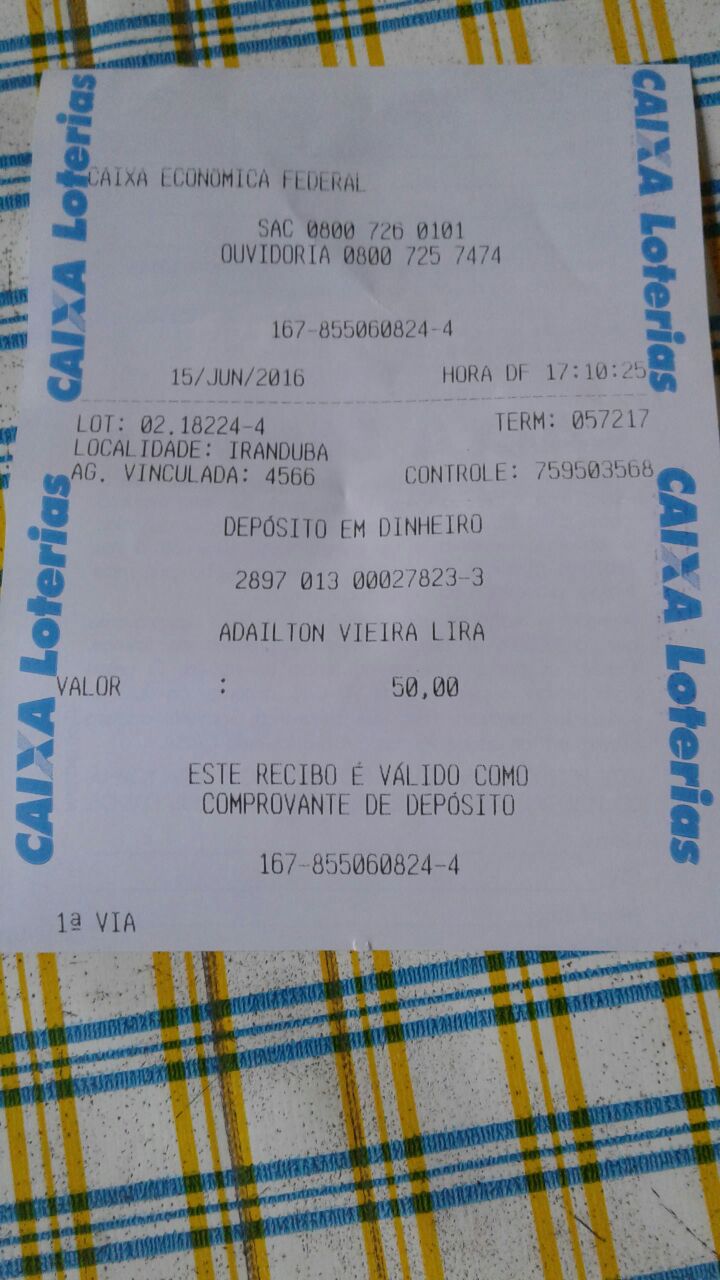 CAIXA Loterias
CAIXA Loterias
CAIXA Loterias
CAIXA Loterias
CAIXA ECONOMICA FEDERAL
SAC 0800 726 0101
OUVIDORIA 0800 725 7474
167-855060824-4
15/JUN/2016 HORA DF 17:10:25
LOT: 02.18224-4 TERM: 057217
LOCALIDADE: IRANDUBA
AG. VINCULADA: 4566 CONTROLE: 759503568
DEPÓSITO EM DINHEIRO
2897 013 00027823-3
ADAILTON VIEIRA LIRA
VALOR : 50,00
ESTE RECIBO É VÁLIDO COMO
COMPROVANTE DE DEPÓSITO
167-855060824-4
1ª VIA